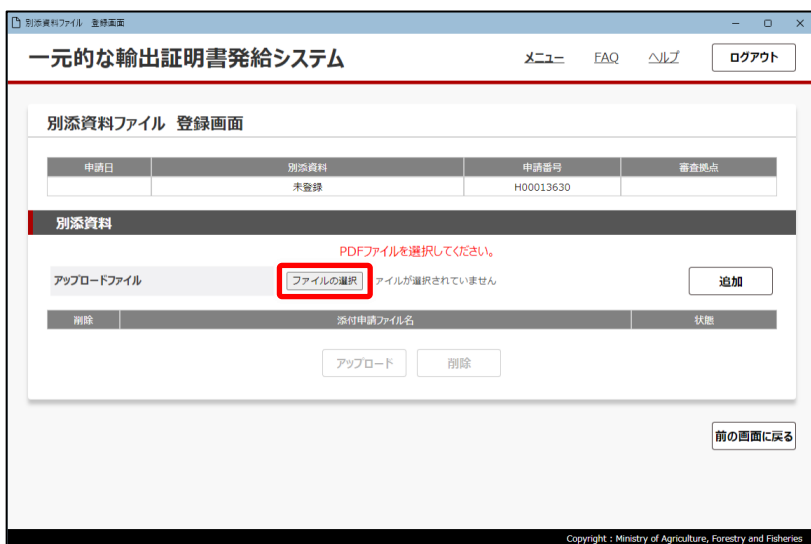 別添資料ファイル 登録画面
一元的な輸出証明書発給システム メニュー FAQ ヘルプ ログアウト
別添資料ファイル 登録画面
申請日 別添資料 申請番号 審査拠点
未登録 H00013630
別添資料
PDFファイルを選択してください。
アップロードファイル ファイルの選択 ァイルが選択されていません 追加
削除 添付申請ファイル名 状態
アップロード 削除
前の画面に戻る
Copyright : Ministry of Agriculture, Forestry and Fisheries